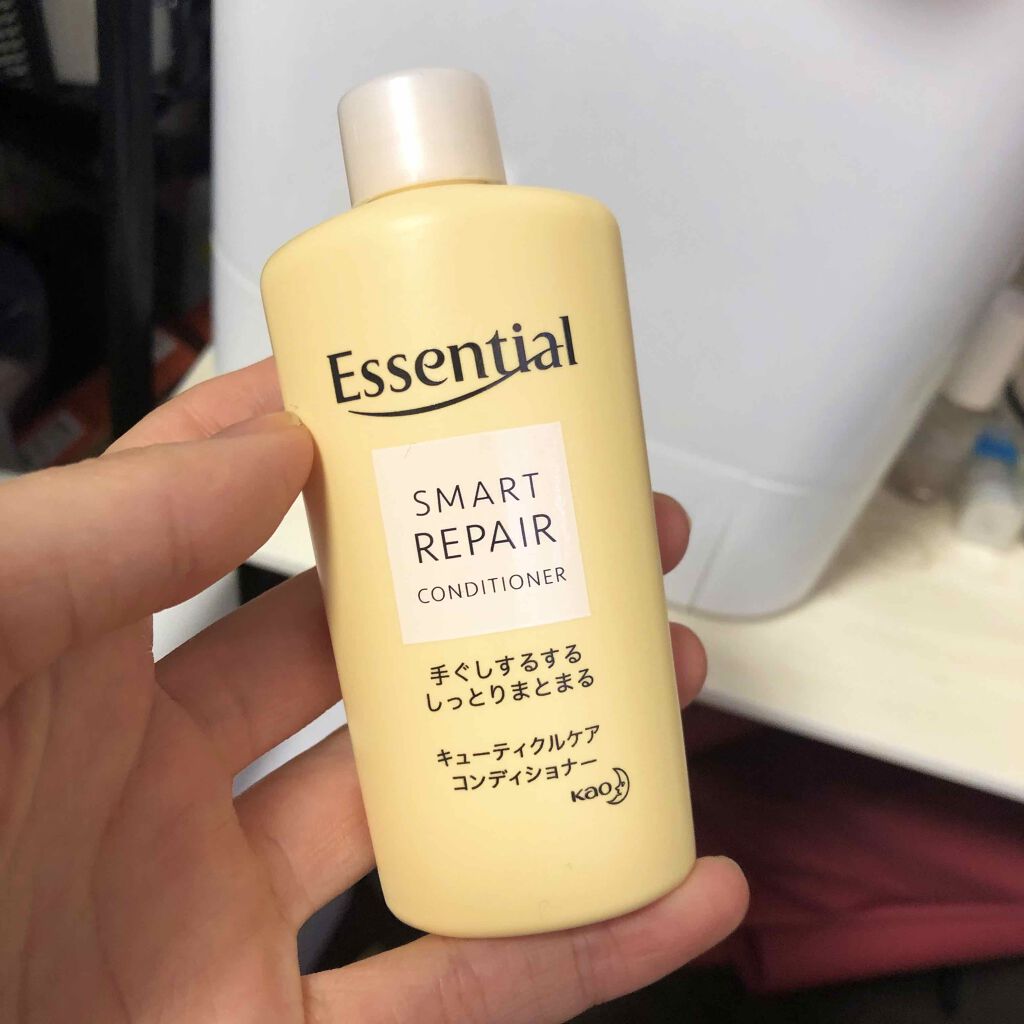 Essential
SMART
REPAIR
CONDITIONER
手ぐしするする
しっとりまとまる
キューティクルケア
コンディショナー
Kao